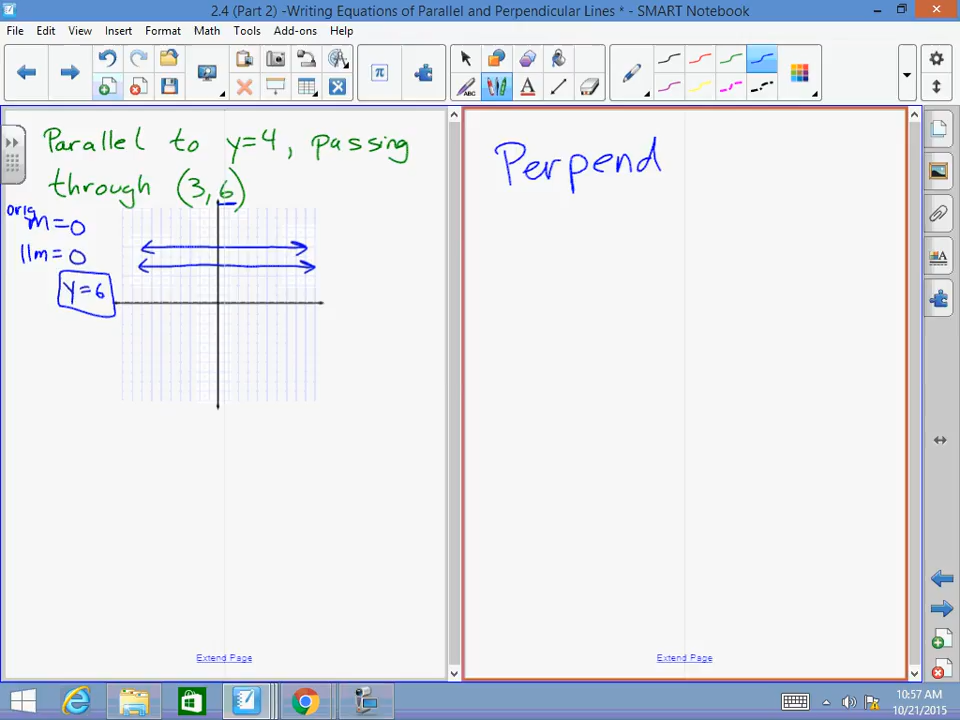 2.4 (Part 2) -Writing Equations of Parallel and Perpendicular Lines * - SMART Notebook
File Edit View Insert Format Math Tools Add-ons Help
Parallel to y=4, passing
through (3,6)
orig
m=0
11m=0
y=6
Perpend
Extend Page
Extend Page
10:57 AM
10/21/2015